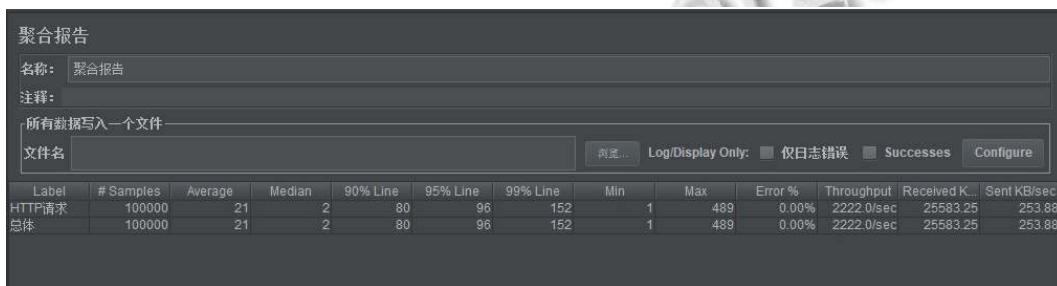 聚合报告
名称： 聚合报告
注释：
所有数据写入一个文件
文件名 浏览... Log/Display Only: 仅日志错误 Successes Configure
Label # Samples Average Median 90% Line 95% Line 99% Line Min Max Error % Throughput Received K... Sent KB/sec
HTTP请求 100000 21 2 80 96 152 1 489 0.00% 2222.0/sec 25583.25 253.88
总体 100000 21 2 80 96 152 1 489 0.00% 2222.0/sec 25583.25 253.88